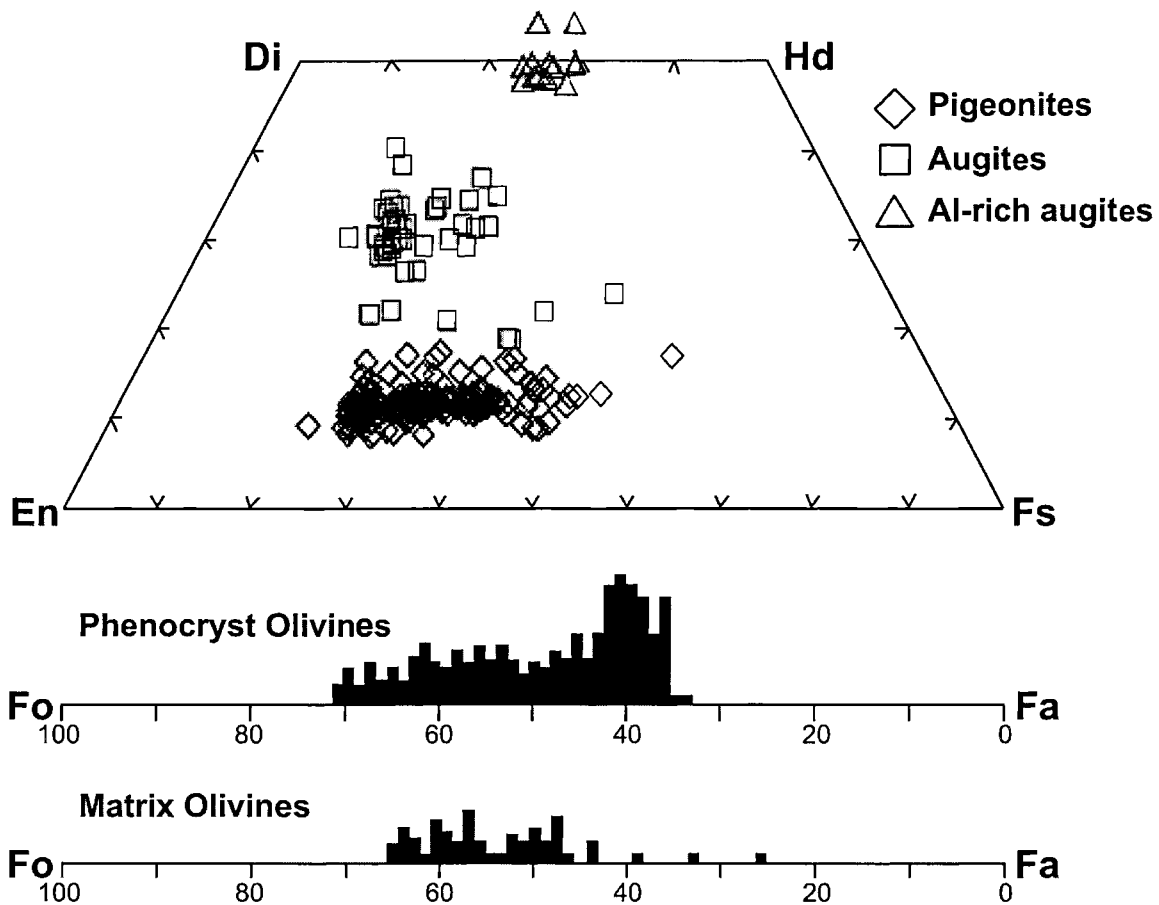 Di Hd
Pigeonites
Augites
Al-rich augites
En Fs
Phenocryst Olivines
Fo Fa
100 80 60 40 20 0
Matrix Olivines
Fo Fa
100 80 60 40 20 0